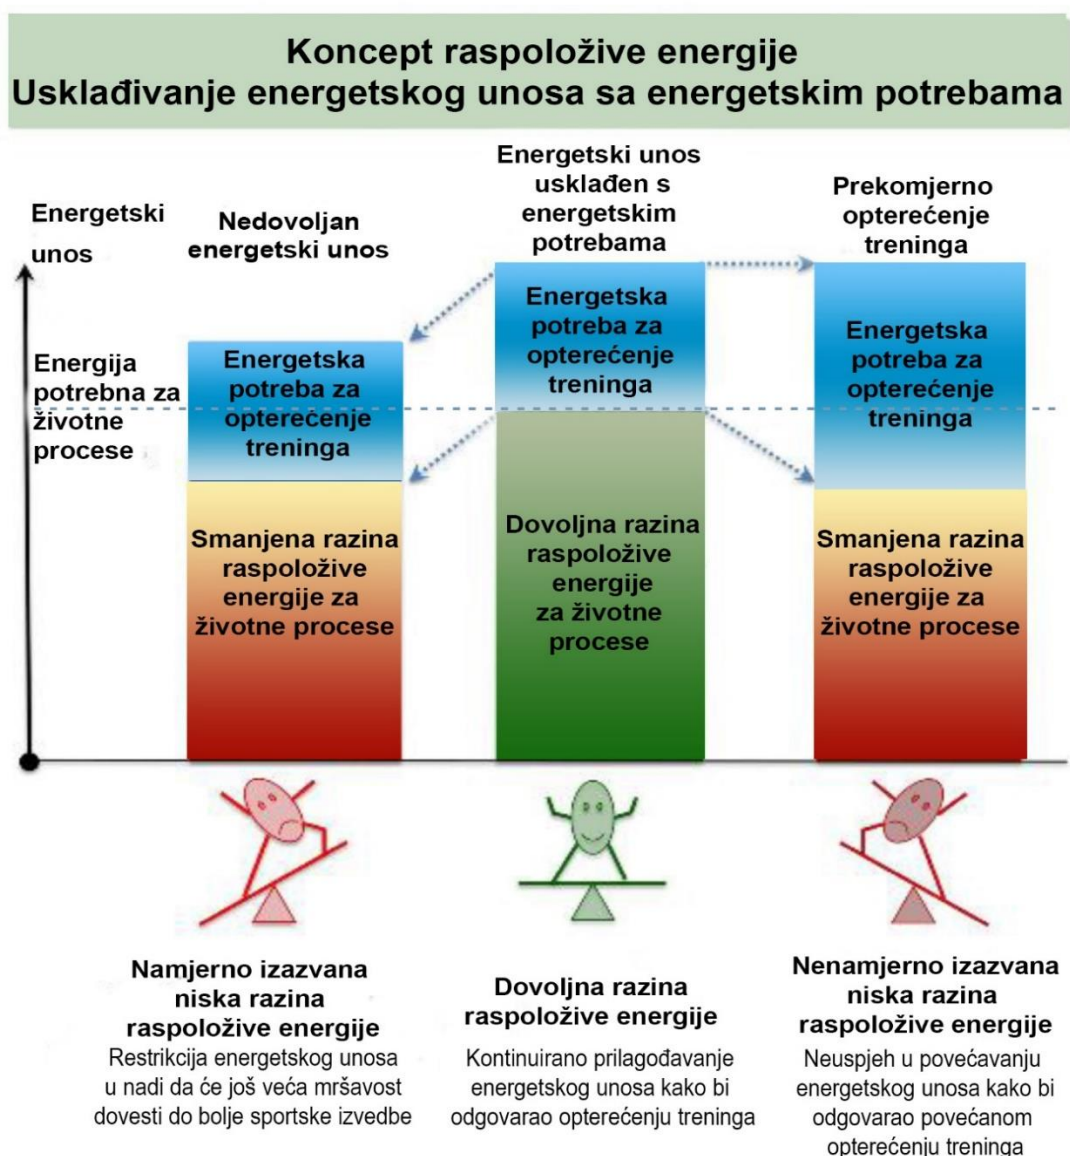 Koncept raspoložive energije
Usklađivanje energetskog unosa sa energetskim potrebama
Energetski
unos
Nedovoljan
energetski unos
Energetski unos
usklađen s
energetskim
potrebama
Prekomjerno
opterećenje
treninga
Energija
potrebna za
životne
procese
Energetska
potreba za
opterećenje
treninga
Energetska
potreba za
opterećenje
treninga
Energetska
potreba za
opterećenje
treninga
Smanjena razina
raspoložive
energije za
životne procese
Dovoljna razina
raspoložive
energije
za životne
procese
Smanjena razina
raspoložive
energije za
životne procese
Namjerno izazvana
niska razina
raspoložive energije
Restrikcija energetskog unosa
u nadi da će još veća mršavost
dovesti do bolje sportske izvedbe
Dovoljna razina
raspoložive energije
Kontinuirano prilagođavanje
energetskog unosa kako bi
odgovarao opterećenju treninga
Nenamjerno izazvana
niska razina
raspoložive energije
Neuspjeh u povećavanju
energetskog unosa kako bi
odgovarao povećanom
opterećenju treninga